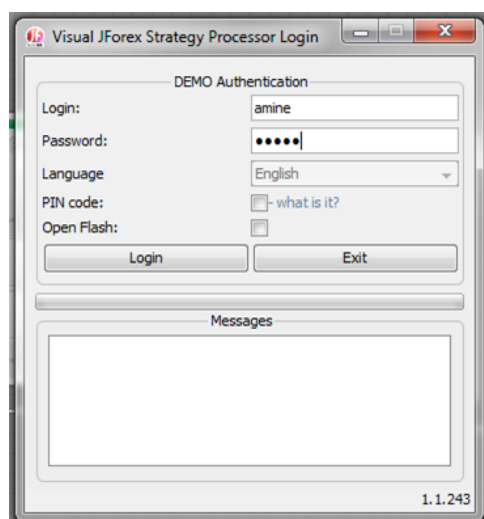 Visual JForex Strategy Processor Login
DEMO Authentication
Login: amine
Password: •••••
Language English
PIN code: - what is it?
Open Flash:
Login Exit
Messages
1.1.243